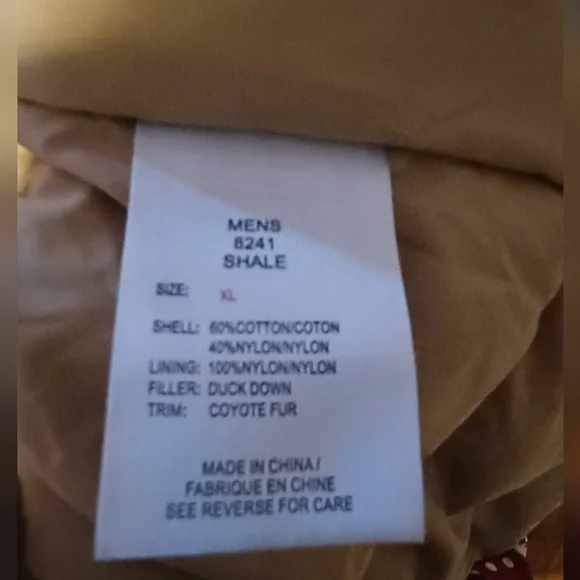 MENS
8241
SHALE
SIZE: XL
SHELL: 60%COTTON/COTON
40%NYLON/NYLON
LINING: 100%NYLON/NYLON
FILLER: DUCK DOWN
TRIM: COYOTE FUR
MADE IN CHINA/
FABRIQUE EN CHINE
SEE REVERSE FOR CARE